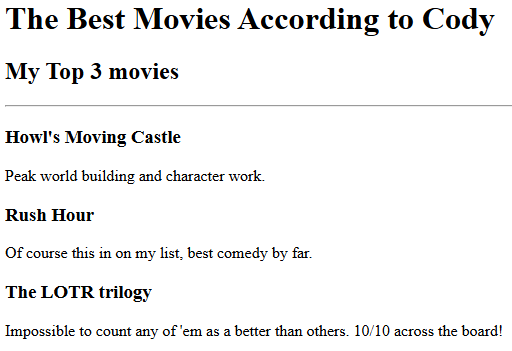 The Best Movies According to Cody
My Top 3 movies
Howl's Moving Castle
Peak world building and character work.
Rush Hour
Of course this in on my list, best comedy by far.
The LOTR trilogy
Impossible to count any of 'em as a better than others. 10/10 across the board!